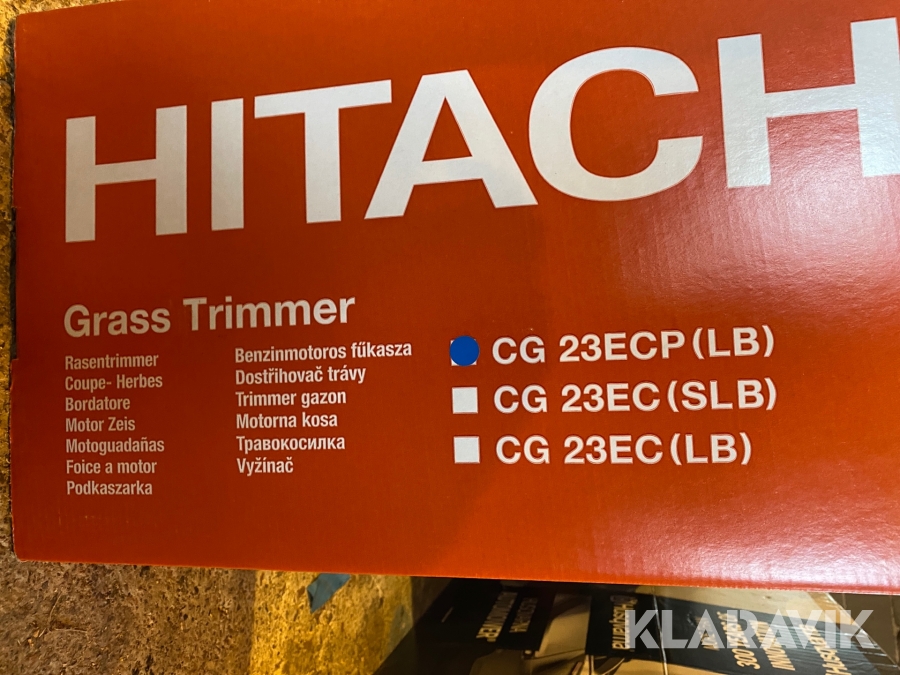 HITACH
Grass Trimmer
Rasentrimmer
Coupe- Herbes
Bordatore
Motor Zeis
Motoguadañas
Foice a motor
Podkaszarka
Benzinmotoros fűkasza
Dostřihovač trávy
Trimmer gazon
Motorna kosa
Травокосилка
Vyžínač
CG 23ECP (LB)
CG 23EC (SLB)
CG 23EC (LB)
KLARAVIK